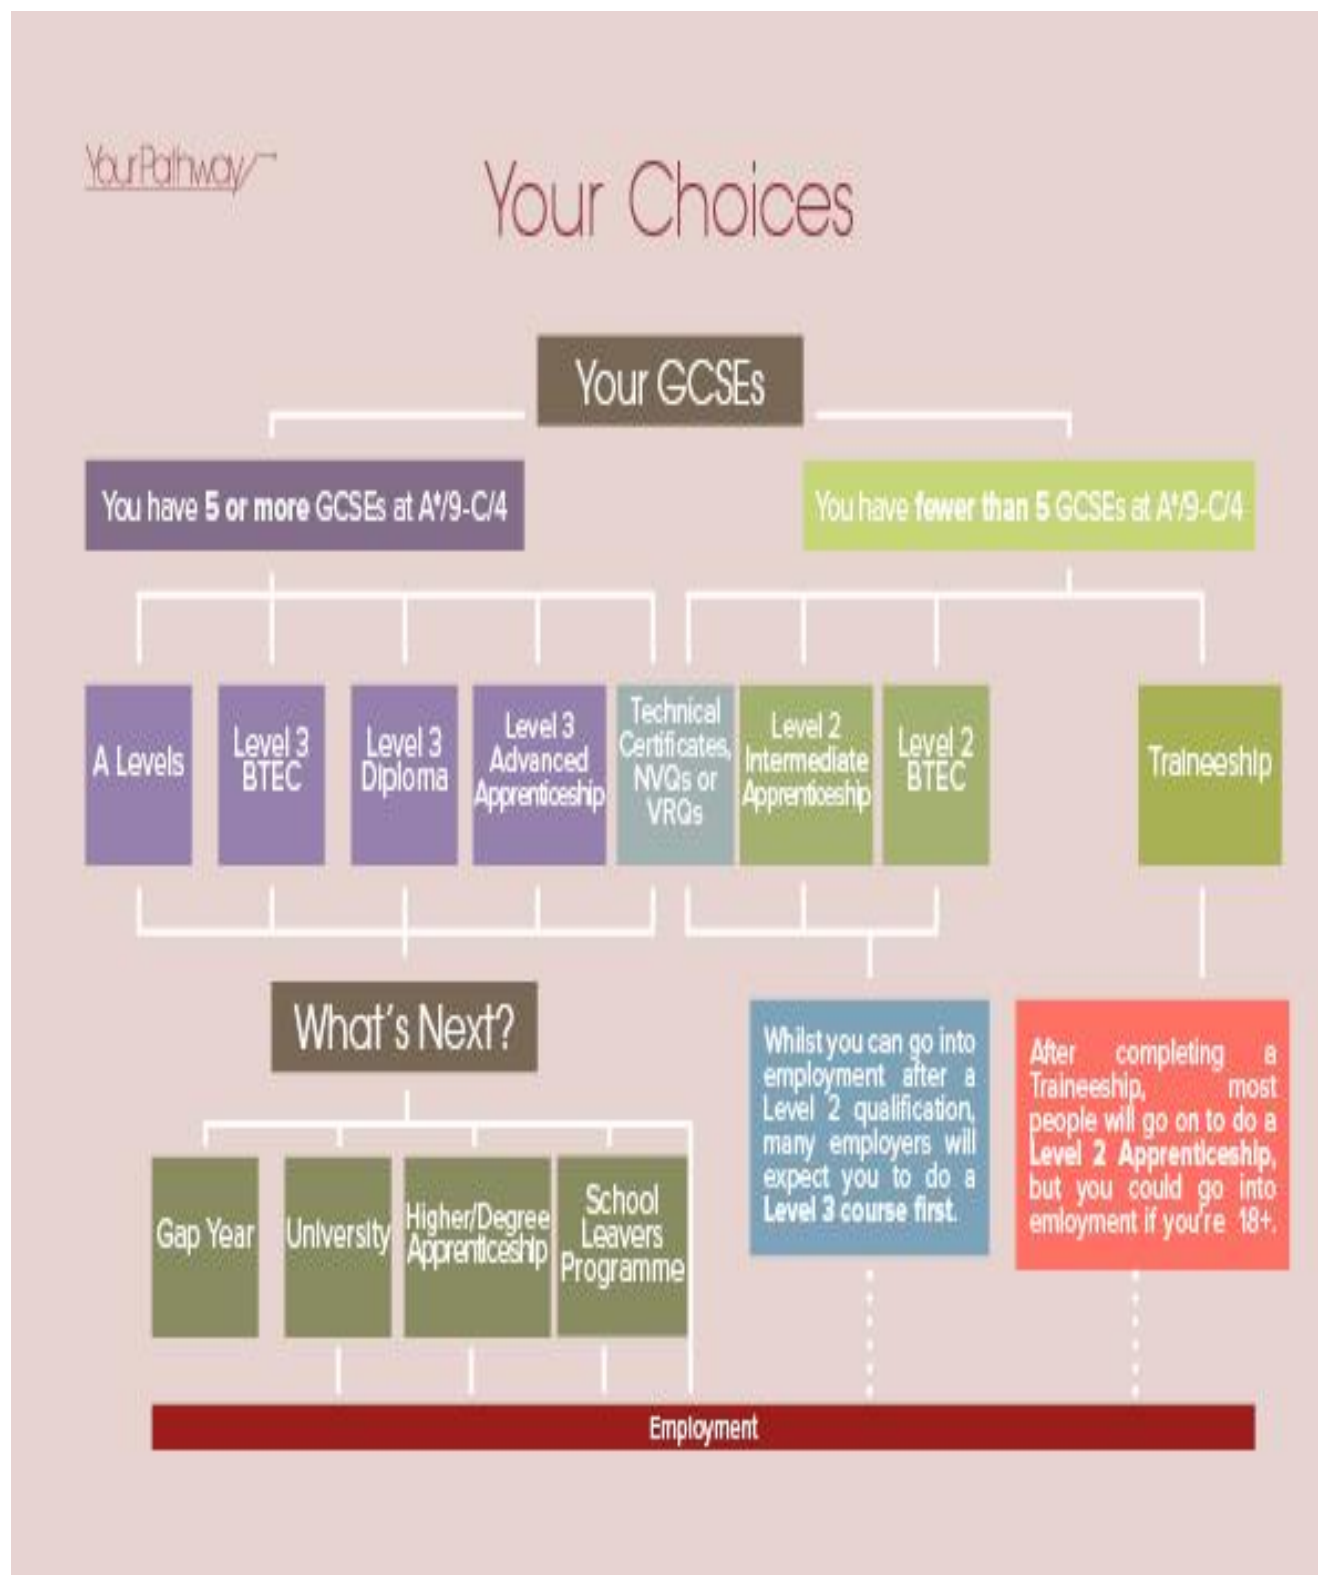 YourPathway
Your Choices
Your GCSEs
You have 5 or more GCSEs at A*/9-C/4
You have fewer than 5 GCSEs at A*/9-C/4
A Levels
Level 3
BTEC
Level 3
Diploma
Level 3
Advanced
Apprenticeship
Technical
Certificates,
NVQs or
VRQs
Level 2
Intermediate
Apprenticeship
Level 2
BTEC
Traineeship
What's Next?
Whilst you can go into
employment after a
Level 2 qualification,
many employers will
expect you to do a
Level 3 course first.
After completing a
Traineeship, most
people will go on to do a
Level 2 Apprenticeship,
but you could go into
emloyment if you're 18+.
Gap Year
University
Higher/Degree
Apprenticeship
School
Leavers
Programme
Employment